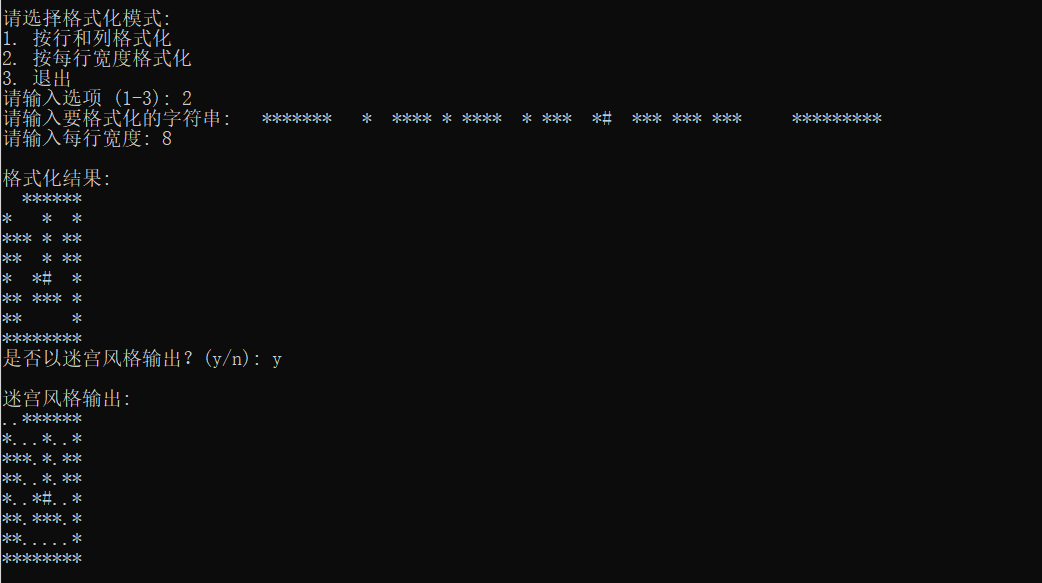 请选择格式化模式:
1. 按行和列格式化
2. 按每行宽度格式化
3. 退出
请输入选项 (1-3): 2
请输入要格式化的字符串:   *******   *  **** * ****  * ***  *#  *** *** ***     *********
请输入每行宽度: 8
格式化结果:
  ******
*   *  *
*** * **
**  * **
*  *#  *
** *** *
**     *
********
是否以迷宫风格输出? (y/n): y
迷宫风格输出:
..******
*...*..*
***.*.**
**..*.**
*..*#..*
**.***.*
**.....*
********